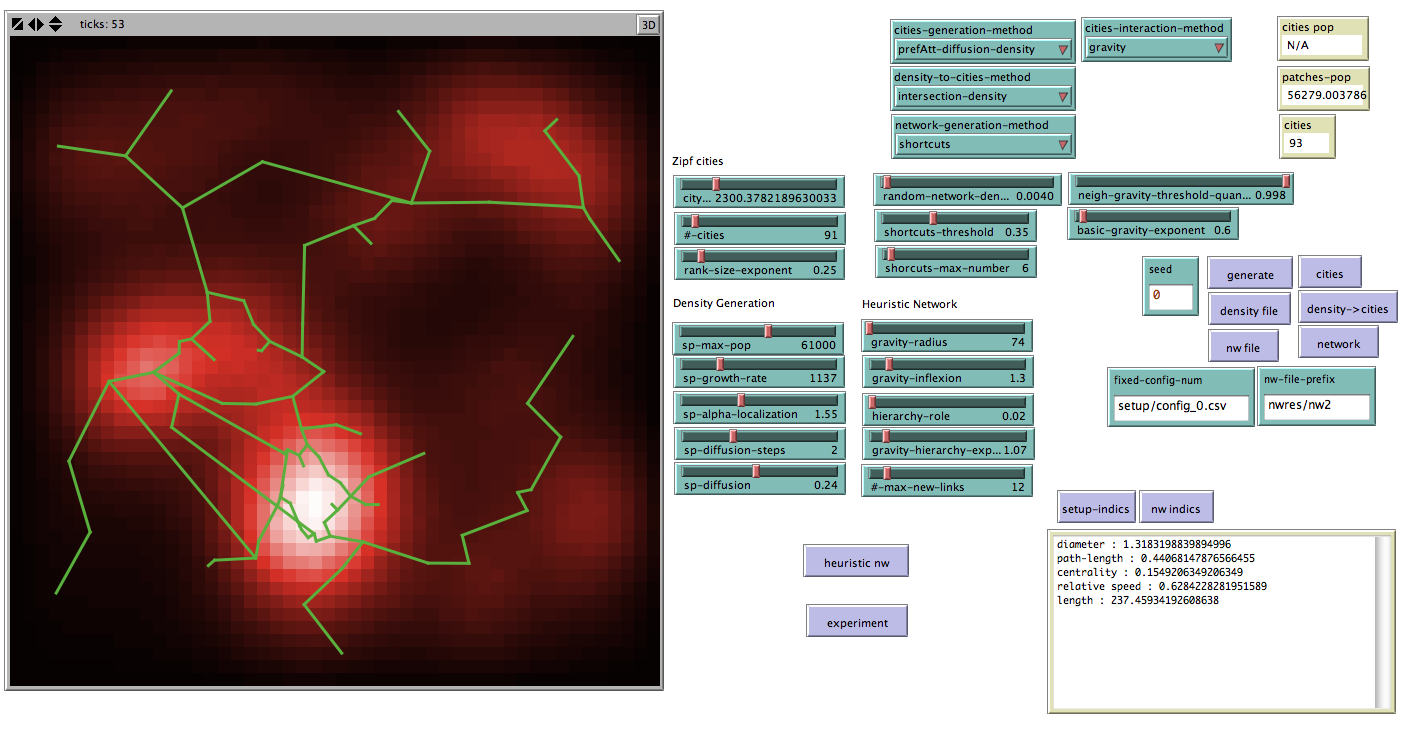 ticks: 53
3D
cities-generation-method
prefAtt-diffusion-density
cities-interaction-method
gravity
cities pop
N/A
density-to-cities-method
intersection-density
patches-pop
56279.003786
network-generation-method
shortcuts
cities
93
Zipf cities
city... 2300.3782189630033
random-network-den... 0.0040
neigh-gravity-threshold-quan... 0.998
#-cities 91
shortcuts-threshold 0.35
basic-gravity-exponent 0.6
rank-size-exponent 0.25
shorcuts-max-number 6
seed
0
generate
cities
density file
density->cities
nw file
network
Density Generation
Heuristic Network
sp-max-pop 61000
gravity-radius 74
sp-growth-rate 1137
gravity-inflexion 1.3
fixed-config-num
setup/config_0.csv
nw-file-prefix
nwres/nw2
sp-alpha-localization 1.55
hierarchy-role 0.02
sp-diffusion-steps 2
gravity-hierarchy-exp... 1.07
sp-diffusion 0.24
#-max-new-links 12
setup-indics
nw indics
heuristic nw
experiment
diameter : 1.3183198839894996
path-length : 0.44068147876566455
centrality : 0.1549206349206349
relative speed : 0.6284228281951589
length : 237.45934192608638